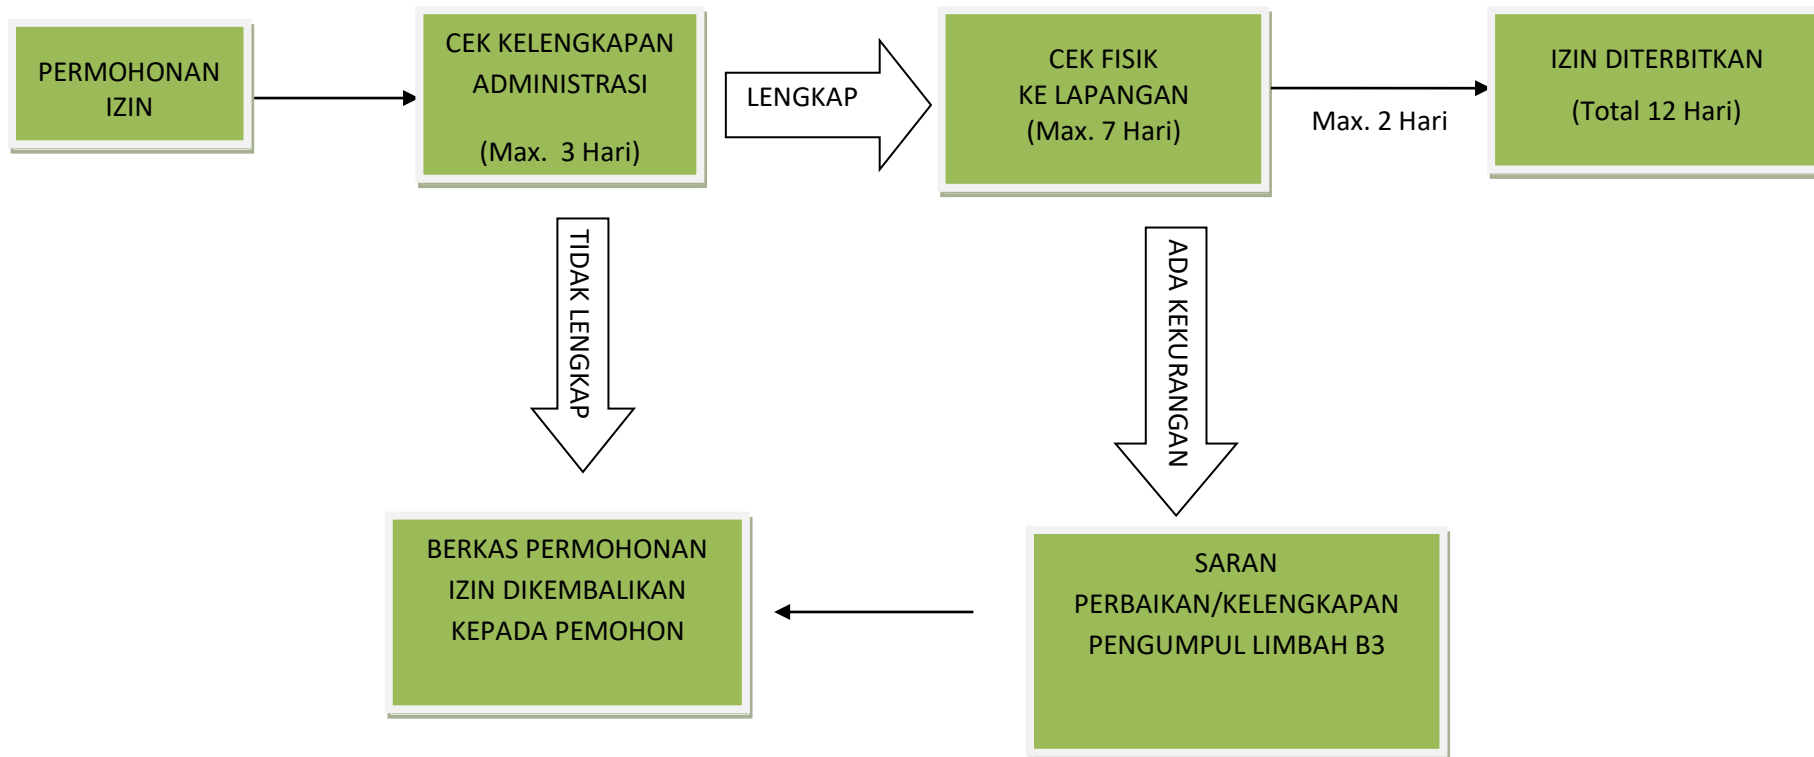 PERMOHONAN
IZIN
CEK KELENGKAPAN
ADMINISTRASI
(Max.  3 Hari)
LENGKAP
CEK FISIK
KE LAPANGAN
(Max. 7 Hari)
Max. 2 Hari
IZIN DITERBITKAN
(Total 12 Hari)
TIDAK LENGKAP
ADA KEKURANGAN
BERKAS PERMOHONAN
IZIN DIKEMBALIKAN
KEPADA PEMOHON
SARAN
PERBAIKAN/KELENGKAPAN
PENGUMPUL LIMBAH B3